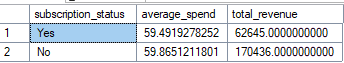 subscription_status average_spend total_revenue
1 Yes 59.4919278252 62645.0000000000
2 No 59.8651211801 170436.0000000000